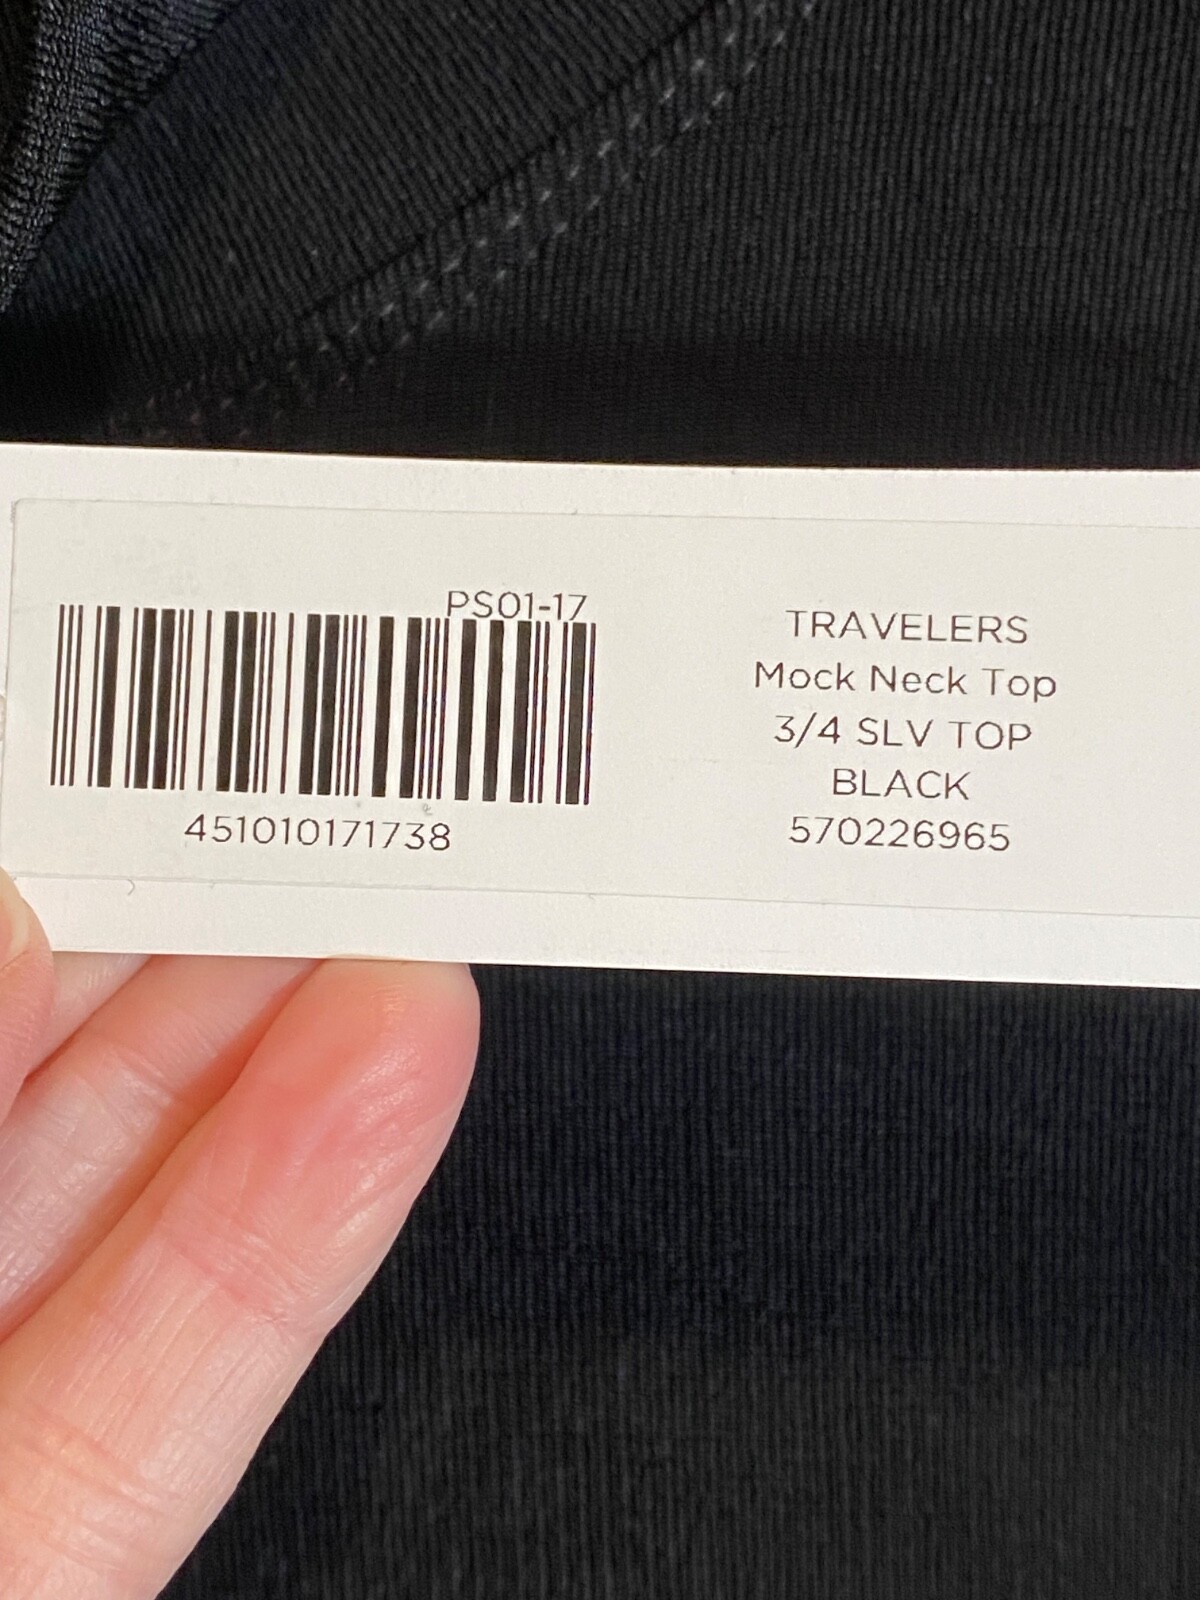 PS01-17
451010171738
TRAVELERS
Mock Neck Top
3/4 SLV TOP
BLACK
570226965